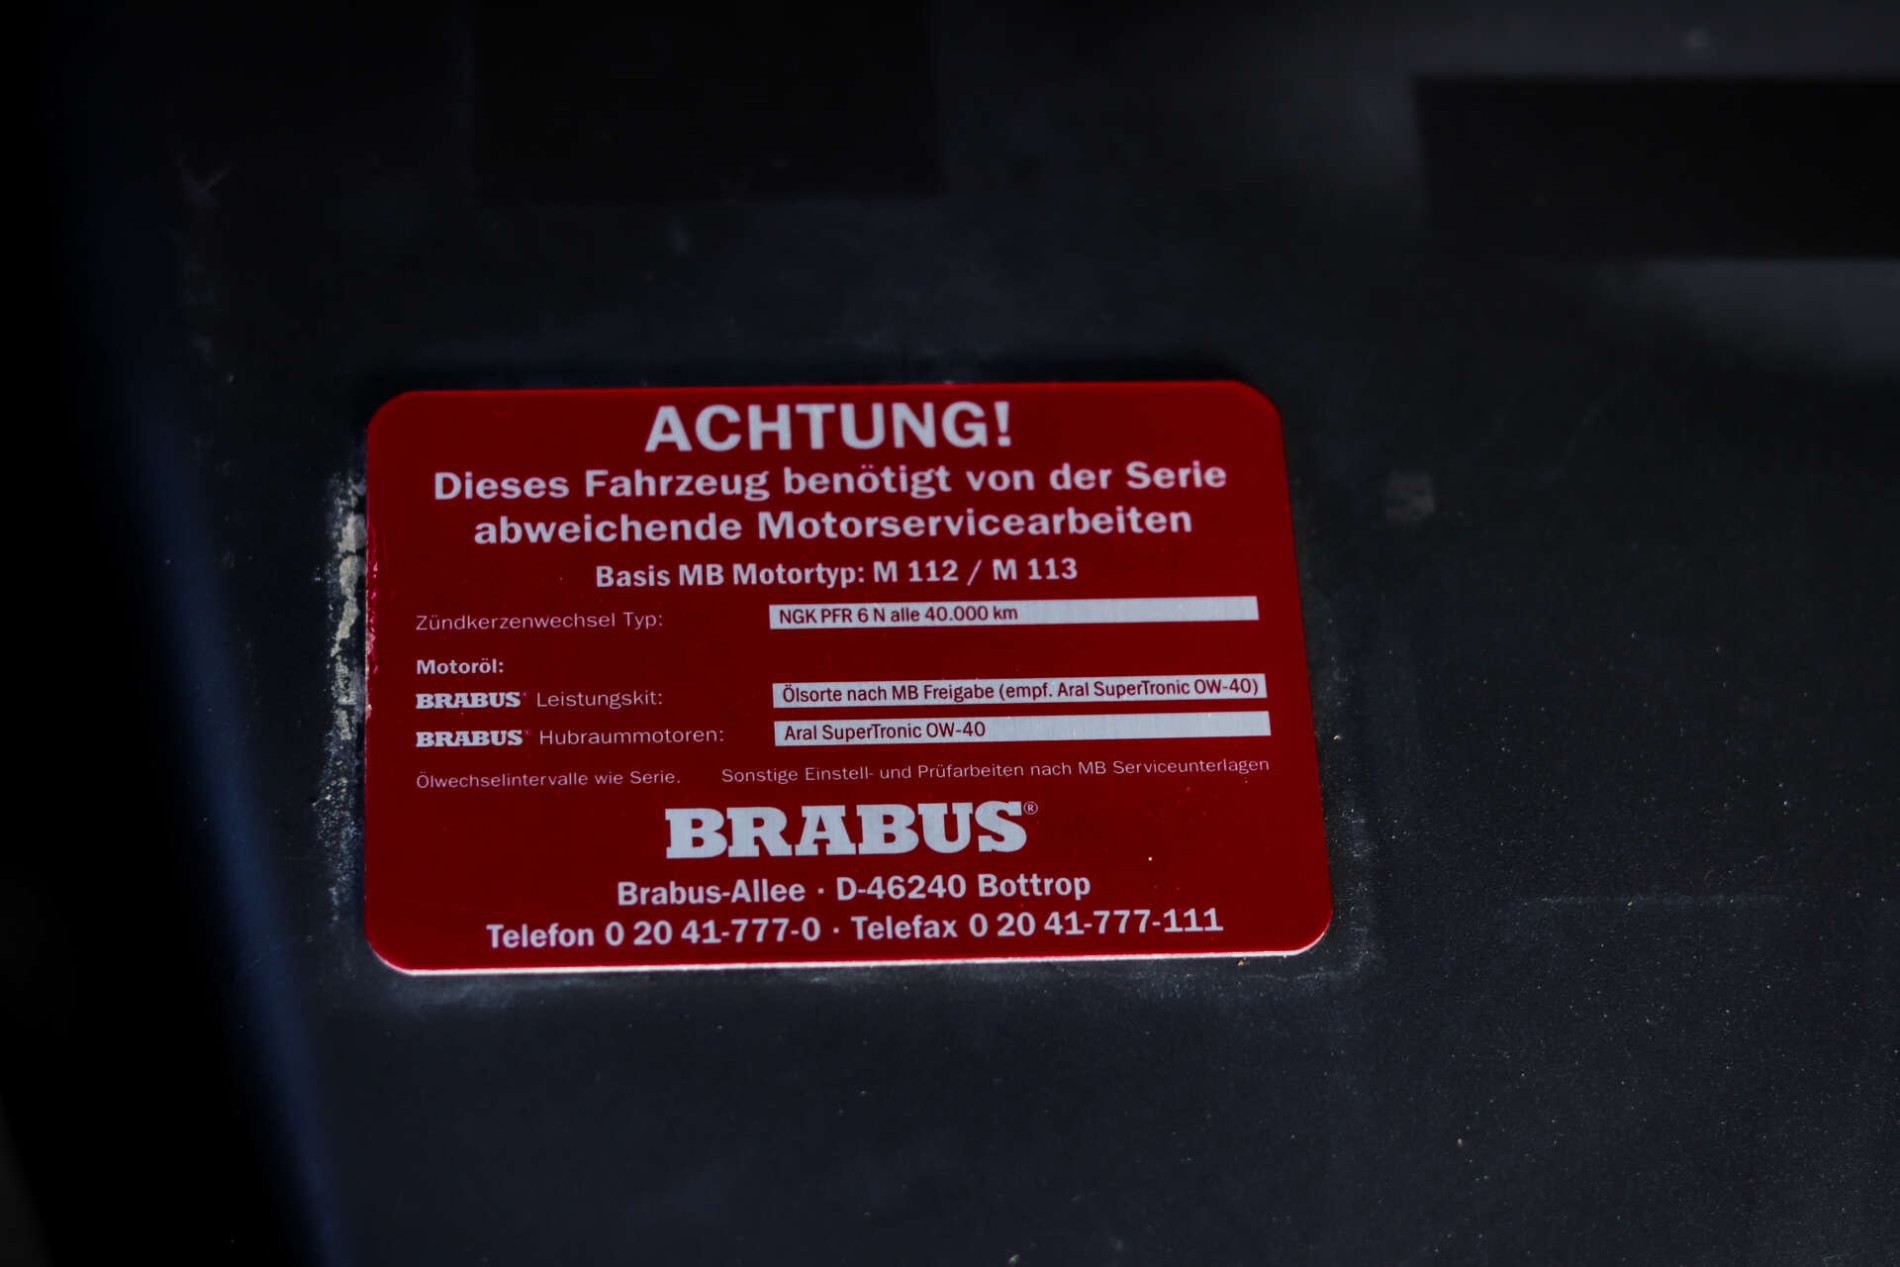 ACHTUNG!
Dieses Fahrzeug benötigt von der Serie
abweichende Motorservicearbeiten
Basis MB Motortyp: M 112 / M 113
Zündkerzenwechsel Typ: NGK PFR 6 N alle 40.000 km
Motoröl:
BRABUS® Leistungskit: Ölsorte nach MB Freigabe (empf. Aral SuperTronic OW-40)
BRABUS® Hubraummotoren: Aral SuperTronic OW-40
Ölwechselintervalle wie Serie. Sonstige Einstell- und Prüfarbeiten nach MB Serviceunterlagen
BRABUS®
Brabus-Allee · D-46240 Bottrop
Telefon 0 20 41-777-0 · Telefax 0 20 41-777-111